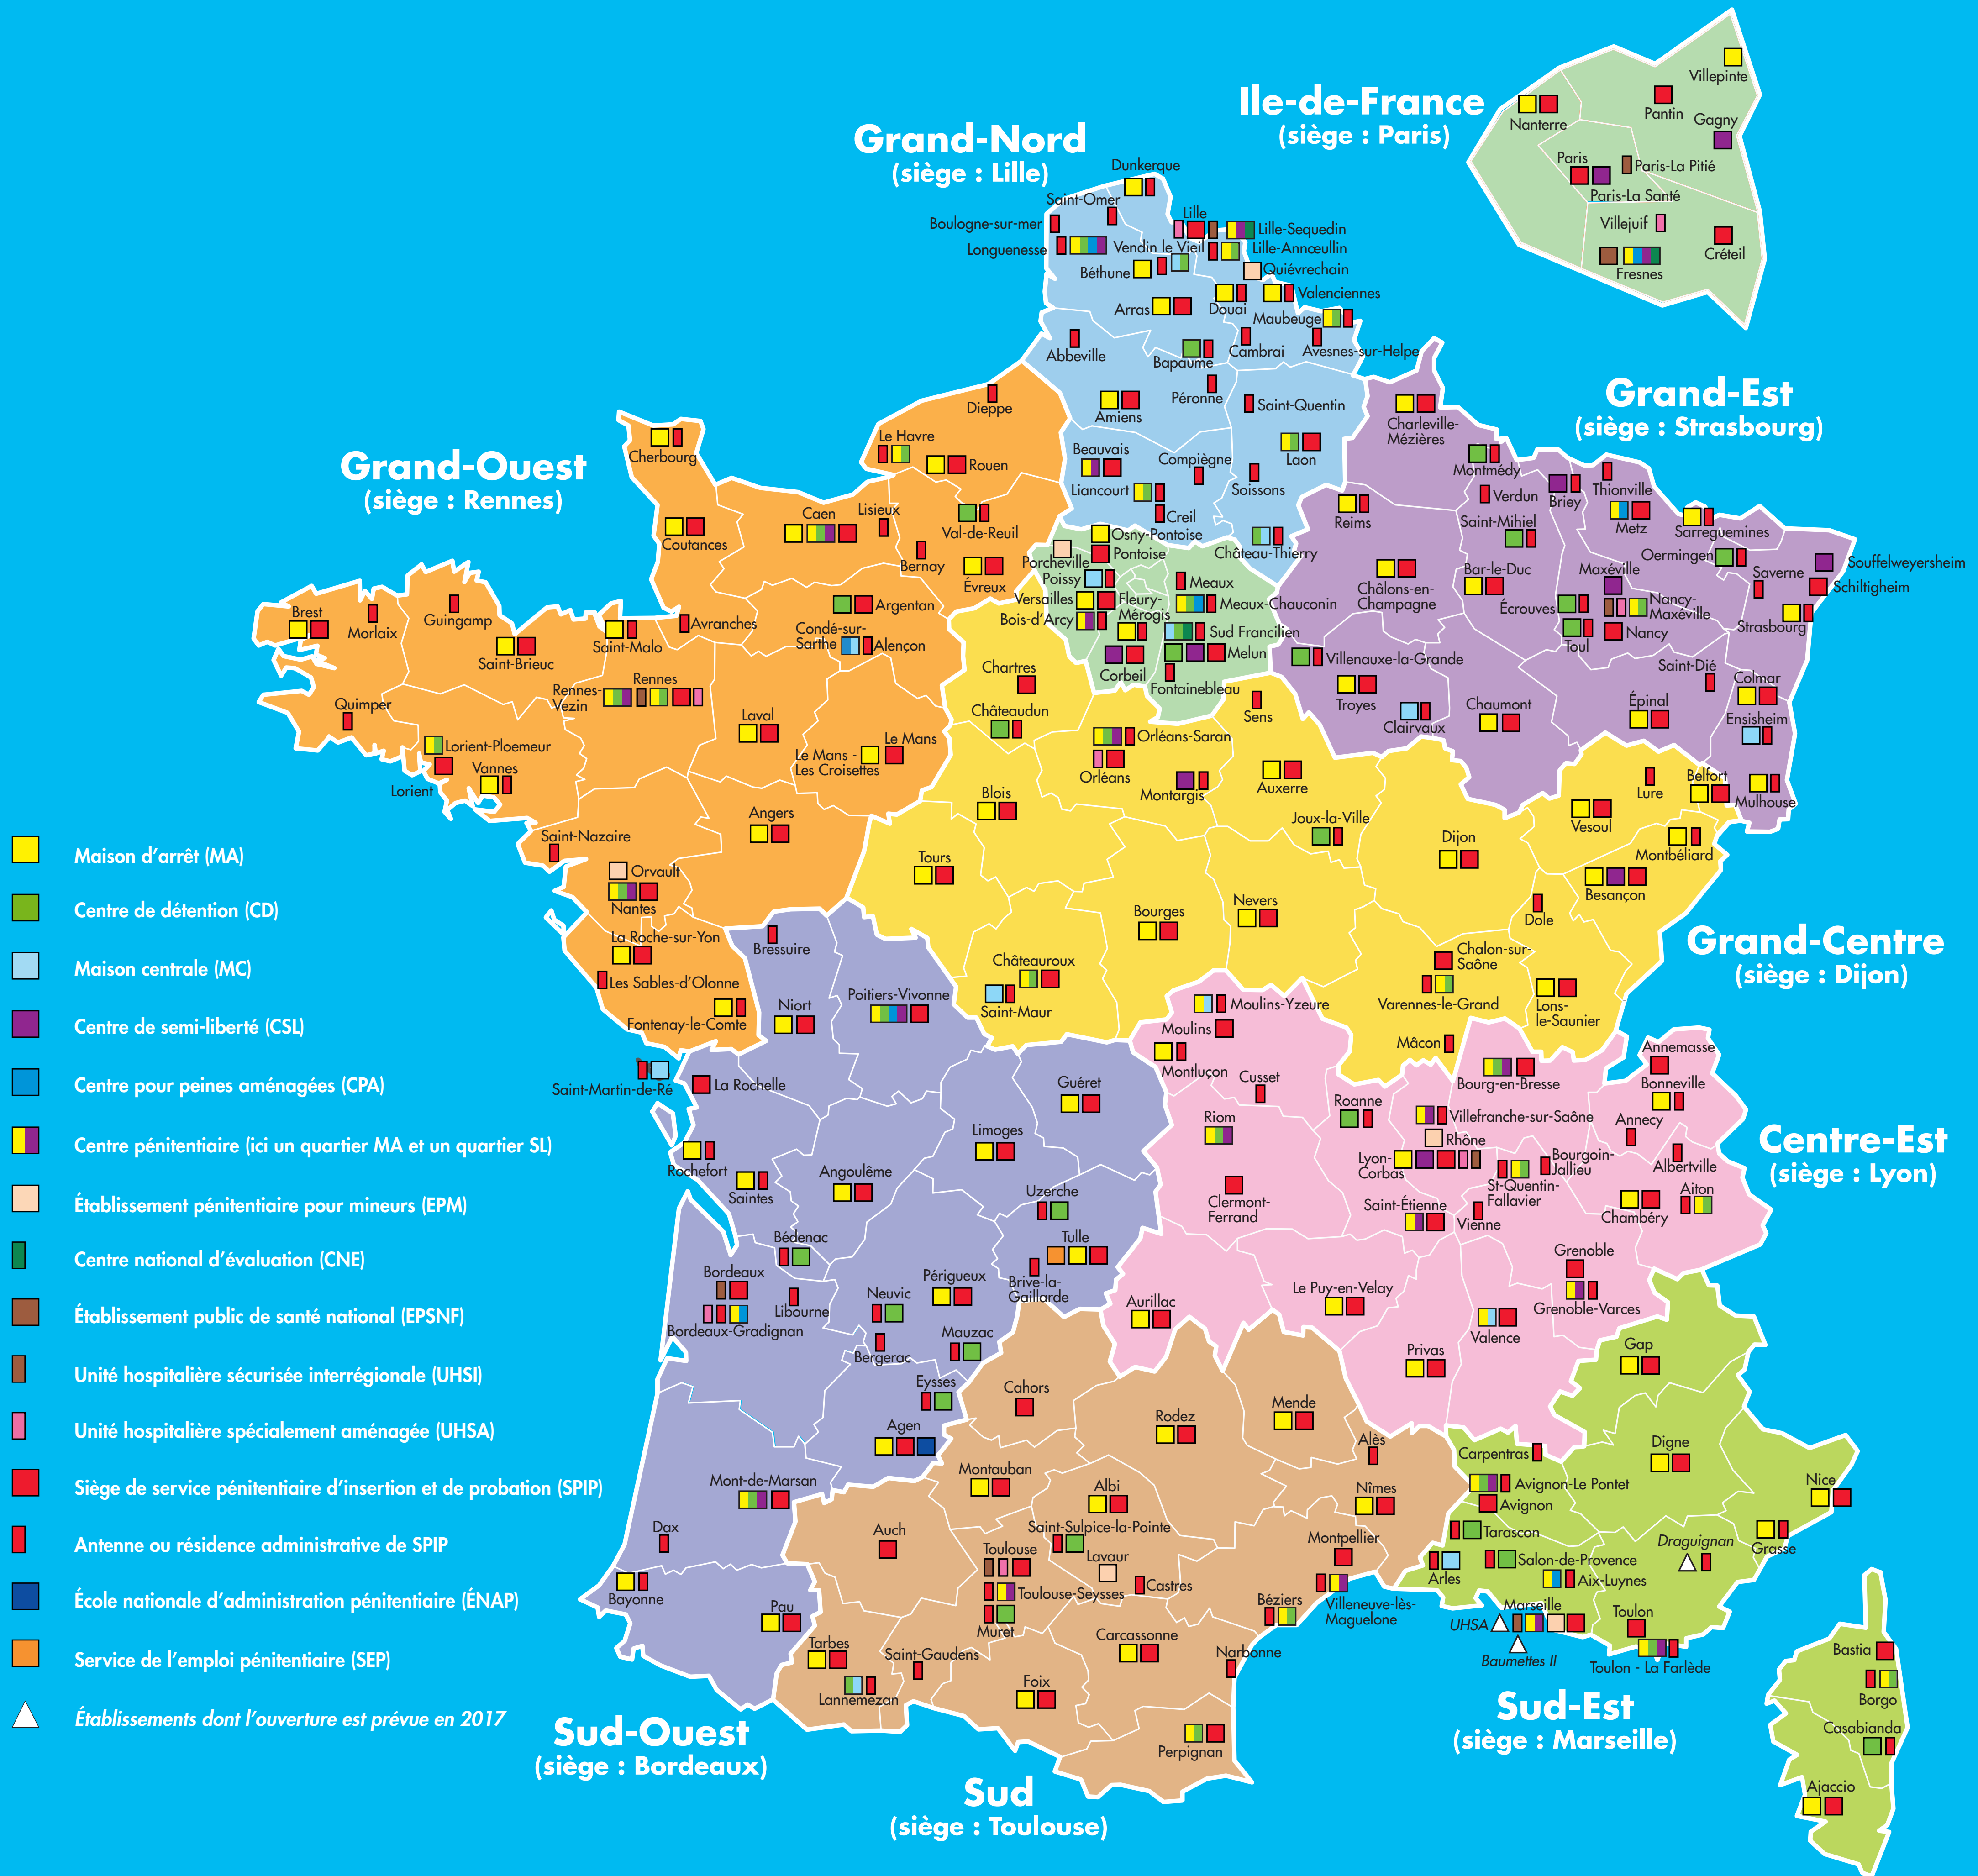 Ile-de-France
(siège : Paris)
Villepinte
Nanterre
Pantin
Gagny
Paris
Paris-La Pitié
Paris-La Santé
Villejuif
Créteil
Fresnes
Grand-Nord
(siège : Lille)
Dunkerque
Saint-Omer
Boulogne-sur-mer
Lille
Lille-Sequedin
Longuenesse
Vendin le Vieil
Lille-Annœullin
Béthune
Quiévrechain
Arras
Douai
Valenciennes
Maubeuge
Abbeville
Bapaume
Cambrai
Avesnes-sur-Helpe
Péronne
Saint-Quentin
Amiens
Beauvais
Compiègne
Laon
Liancourt
Soissons
Creil
Château-Thierry
Grand-Est
(siège : Strasbourg)
Charleville-
Mézières
Montmédy
Verdun
Briey
Thionville
Reims
Metz
Sarreguemines
Saint-Mihiel
Oermingen
Souffelweyersheim
Châlons-en-
Champagne
Bar-le-Duc
Maxéville
Saverne
Schiltigheim
Écrouves
Nancy-
Maxéville
Strasbourg
Toul
Nancy
Villenauxe-la-Grande
Saint-Dié
Troyes
Colmar
Clairvaux
Chaumont
Épinal
Ensisheim
Mulhouse
Grand-Ouest
(siège : Rennes)
Dieppe
Cherbourg
Le Havre
Rouen
Coutances
Caen
Lisieux
Val-de-Reuil
Bernay
Évreux
Brest
Morlaix
Guingamp
Saint-Brieuc
Saint-Malo
Avranches
Argentan
Condé-sur-
Sarthe
Alençon
Quimper
Rennes-
Vezin
Rennes
Laval
Le Mans
Le Mans -
Les Croisettes
Lorient-Ploemeur
Lorient
Vannes
Angers
Saint-Nazaire
Orvault
Nantes
La Roche-sur-Yon
Les Sables-d’Olonne
Fontenay-le-Comte
Osny-Pontoise
Porcheville
Pontoise
Poissy
Meaux
Versailles
Fleury-
Mérogis
Meaux-Chauconin
Bois-d’Arcy
Sud Francilien
Corbeil
Melun
Fontainebleau
Chartres
Châteaudun
Sens
Orléans-Saran
Orléans
Montargis
Auxerre
Lure
Belfort
Blois
Joux-la-Ville
Vesoul
Tours
Dijon
Montbéliard
Besançon
Bourges
Nevers
Dole
Châteauroux
Saint-Maur
Chalon-sur-
Saône
Varennes-le-Grand
Lons-
le-Saunier
Mâcon
Grand-Centre
(siège : Dijon)
Moulins-Yzeure
Moulins
Montluçon
Cusset
Bourg-en-Bresse
Annemasse
Bonneville
Riom
Roanne
Villefranche-sur-Saône
Annecy
Rhône
Lyon-
Corbas
Bourgoin-
Jallieu
Albertville
St-Quentin-
Fallavier
Clermont-
Ferrand
Saint-Étienne
Vienne
Chambéry
Aiton
Grenoble
Grenoble-Varces
Aurillac
Le Puy-en-Velay
Valence
Privas
Centre-Est
(siège : Lyon)
Bressuire
Niort
Poitiers-Vivonne
Saint-Martin-de-Ré
La Rochelle
Guéret
Rochefort
Limoges
Saintes
Angoulême
Uzerche
Bédenac
Tulle
Brive-la-
Gaillarde
Bordeaux
Libourne
Neuvic
Périgueux
Bordeaux-Gradignan
Bergerac
Mauzac
Eysses
Agen
Mont-de-Marsan
Dax
Bayonne
Pau
Sud-Ouest
(siège : Bordeaux)
Cahors
Rodez
Mende
Alès
Montauban
Albi
Nîmes
Auch
Saint-Sulpice-la-Pointe
Montpellier
Toulouse
Lavaur
Castres
Toulouse-Seysses
Muret
Béziers
Villeneuve-lès-
Maguelone
Tarbes
Saint-Gaudens
Carcassonne
Narbonne
Lannemezan
Foix
Perpignan
Sud
(siège : Toulouse)
Gap
Carpentras
Digne
Avignon-Le Pontet
Avignon
Nice
Tarascon
Draguignan
Grasse
Salon-de-Provence
Arles
Aix-Luynes
UHSA
Marseille
Toulon
Baumettes II
Toulon - La Farlède
Bastia
Borgo
Casabianda
Ajaccio
Sud-Est
(siège : Marseille)
Maison d’arrêt (MA)
Centre de détention (CD)
Maison centrale (MC)
Centre de semi-liberté (CSL)
Centre pour peines aménagées (CPA)
Centre pénitentiaire (ici un quartier MA et un quartier SL)
Établissement pénitentiaire pour mineurs (EPM)
Centre national d’évaluation (CNE)
Établissement public de santé national (EPSNF)
Unité hospitalière sécurisée interrégionale (UHSI)
Unité hospitalière spécialement aménagée (UHSA)
Siège de service pénitentiaire d’insertion et de probation (SPIP)
Antenne ou résidence administrative de SPIP
École nationale d’administration pénitentiaire (ÉNAP)
Service de l’emploi pénitentiaire (SEP)
Établissements dont l’ouverture est prévue en 2017